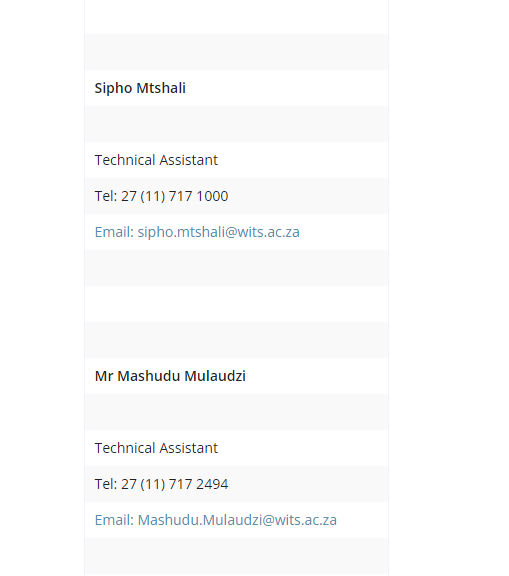 Sipho Mtshali
Technical Assistant
Tel: 27 (11) 717 1000
Email: sipho.mtshali@wits.ac.za
Mr Mashudu Mulaudzi
Technical Assistant
Tel: 27 (11) 717 2494
Email: Mashudu.Mulaudzi@wits.ac.za